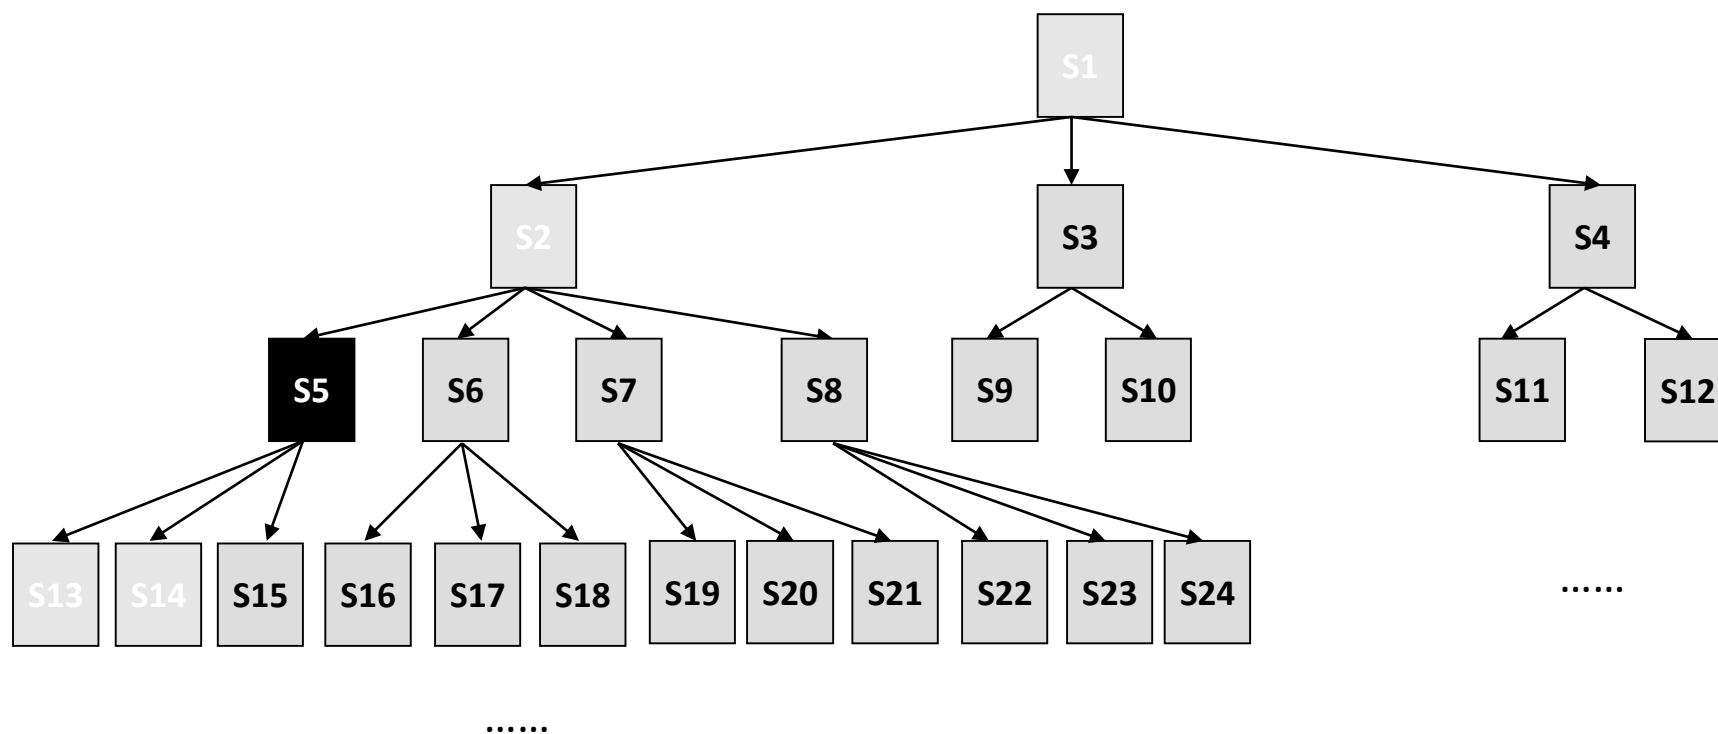 S1
S2 S3 S4
S5 S6 S7 S8 S9 S10 S11 S12
S13 S14 S15 S16 S17 S18 S19 S20 S21 S22 S23 S24 ......
......